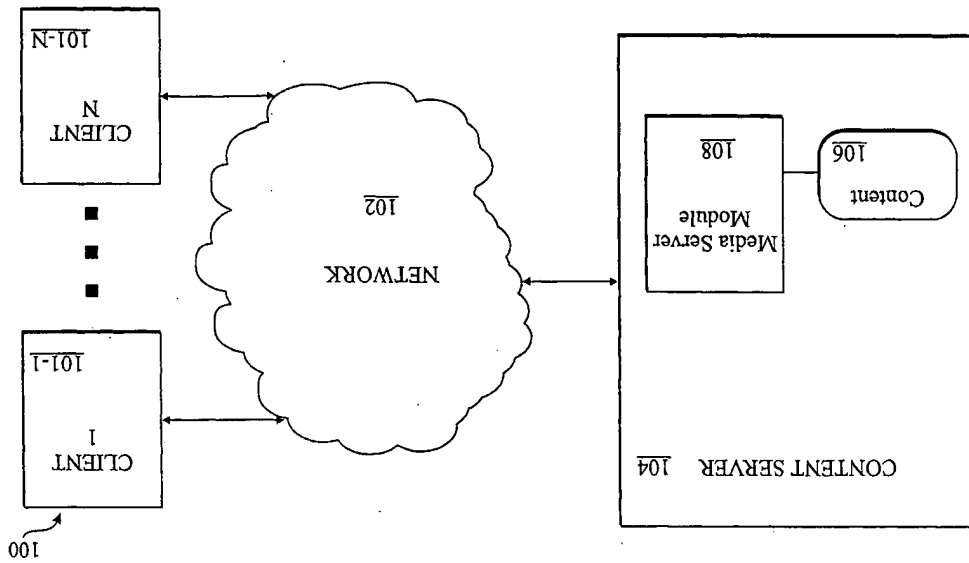 100
CONTENT SERVER 104
CLIENT
1
101-1
NETWORK
102
Media Server
Module
108
Content
106
CLIENT
N
101-N